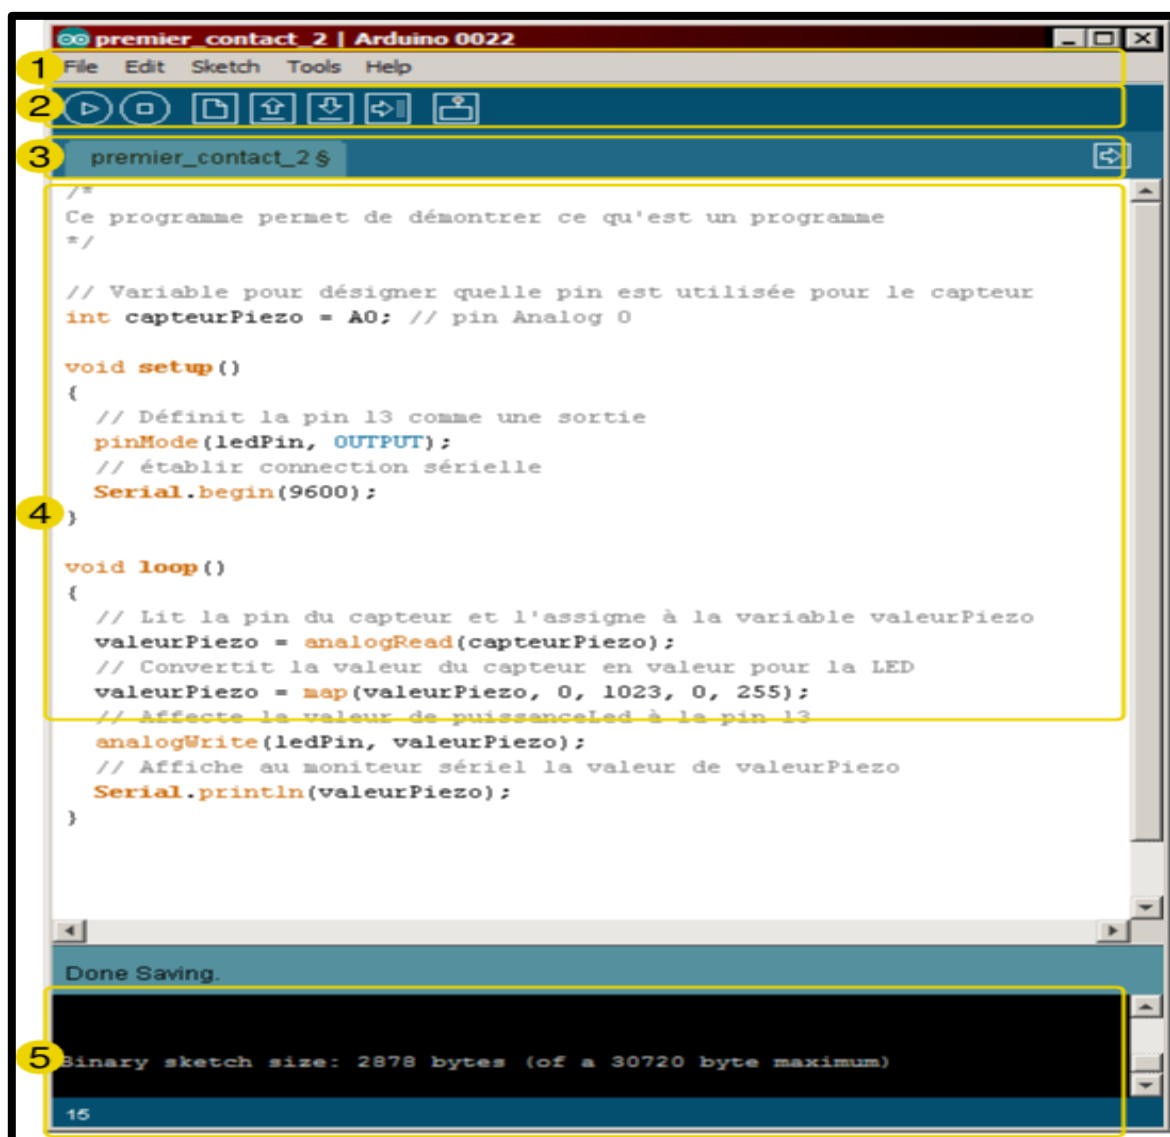 premier_contact_2 | Arduino 0022
1 File Edit Sketch Tools Help
2
3 premier_contact_2 §
/*
Ce programme permet de démontrer ce qu'est un programme
*/
// Variable pour désigner quelle pin est utilisée pour le capteur
int capteurPiezo = A0; // pin Analog 0
void setup()
{
// Définit la pin 13 comme une sortie
pinMode(ledPin, OUTPUT);
// établir connection sérielle
Serial.begin(9600);
4 }
void loop()
{
// Lit la pin du capteur et l'assigne à la variable valeurPiezo
valeurPiezo = analogRead(capteurPiezo);
// Convertit la valeur du capteur en valeur pour la LED
valeurPiezo = map(valeurPiezo, 0, 1023, 0, 255);
// Affecte la valeur de puissanceLed à la pin 13
analogWrite(ledPin, valeurPiezo);
// Affiche au moniteur sériel la valeur de valeurPiezo
Serial.println(valeurPiezo);
}
Done Saving.
5 Binary sketch size: 2878 bytes (of a 30720 byte maximum)
15